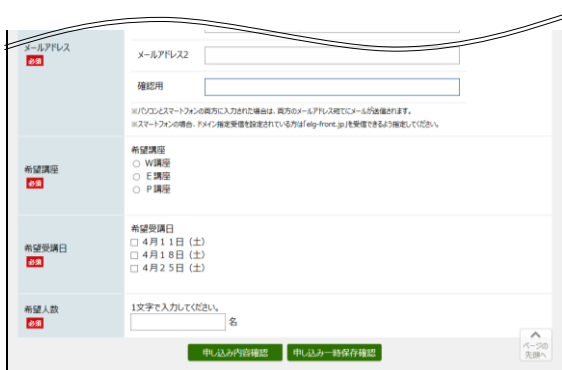 メールアドレス
必須
メールアドレス2
確認用
※パソコンとスマートフォンの両方に入力された場合は、両方のメールアドレス宛てにメールが送信されます。
※スマートフォンの場合、ドメイン指定受信を設定されている方は「elg-front.jp」を受信できるよう指定してください。
希望講座
必須
希望講座
W講座
E講座
P講座
希望受講日
必須
希望受講日
4月11日（土）
4月18日（土）
4月25日（土）
希望人数
必須
1文字で入力してください。
名
申し込み内容確認 申し込み一時保存確認
ページの
先頭へ